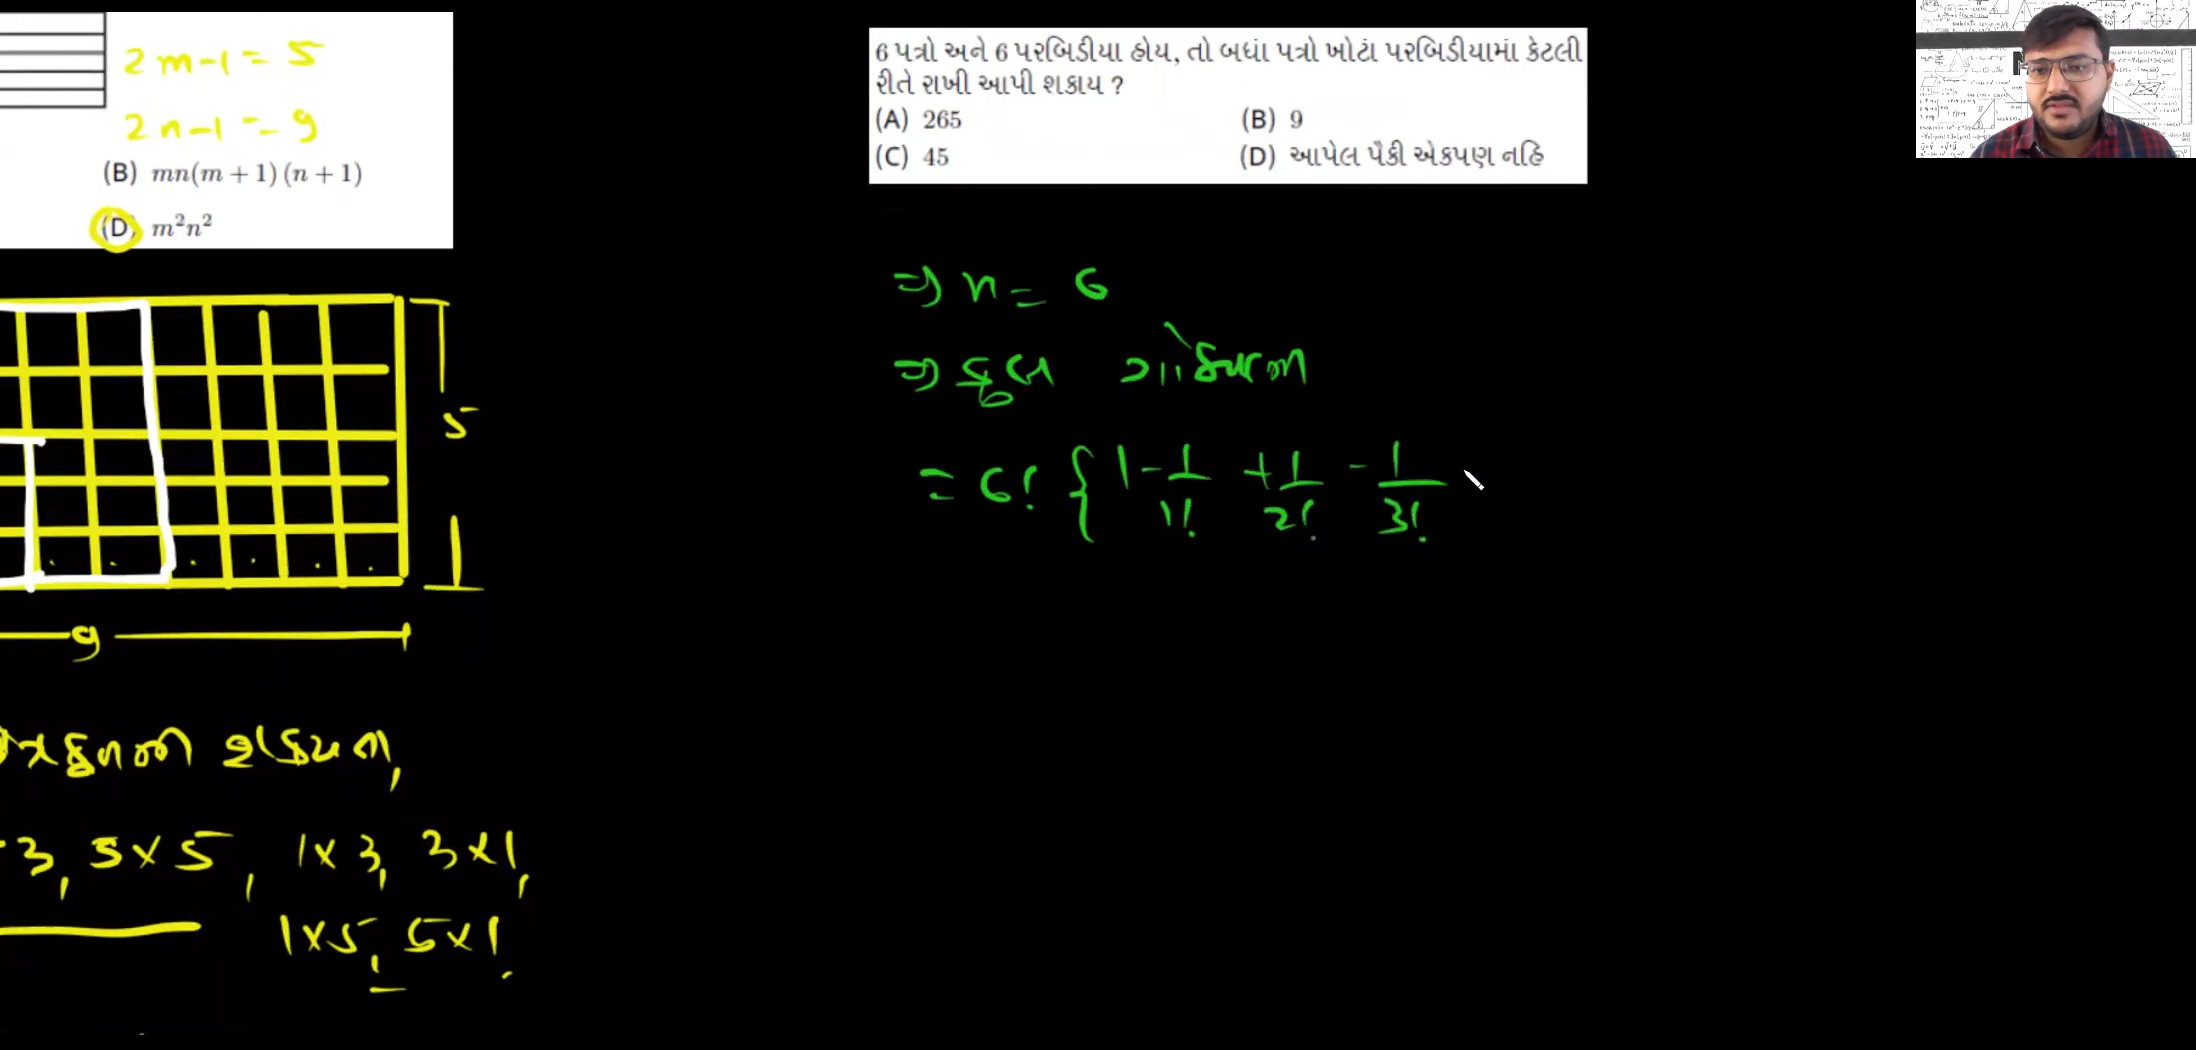 2m-1 = 5
2n-1 = 9
(B) mn(m + 1) (n + 1)
(D) m²n²
5
9
3, 5×5, 1×3, 3×1,
1×5, 5×1
6 પત્રો અને 6 પરબિડીયા હોય, તો બધાં પત્રો ખોટાં પરબિડીયામાં કેટલી
રીતે રાખી આપી શકાય ?
(A) 265 (B) 9
(C) 45 (D) આપેલ પૈકી એકપણ નહિ
⇒ n = 6
⇒ કુલ ગોઠવણી
= 6! { 1 - 1/1! + 1/2! - 1/3!